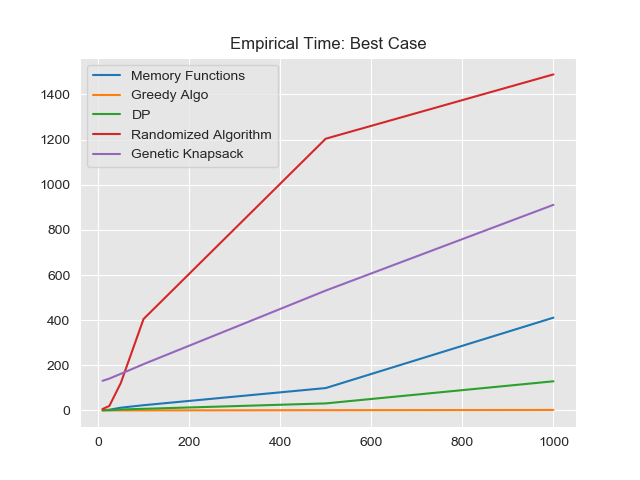 Empirical Time: Best Case
Memory Functions
Greedy Algo
DP
Randomized Algorithm
Genetic Knapsack
1400
1200
1000
800
600
400
200
0
0 200 400 600 800 1000